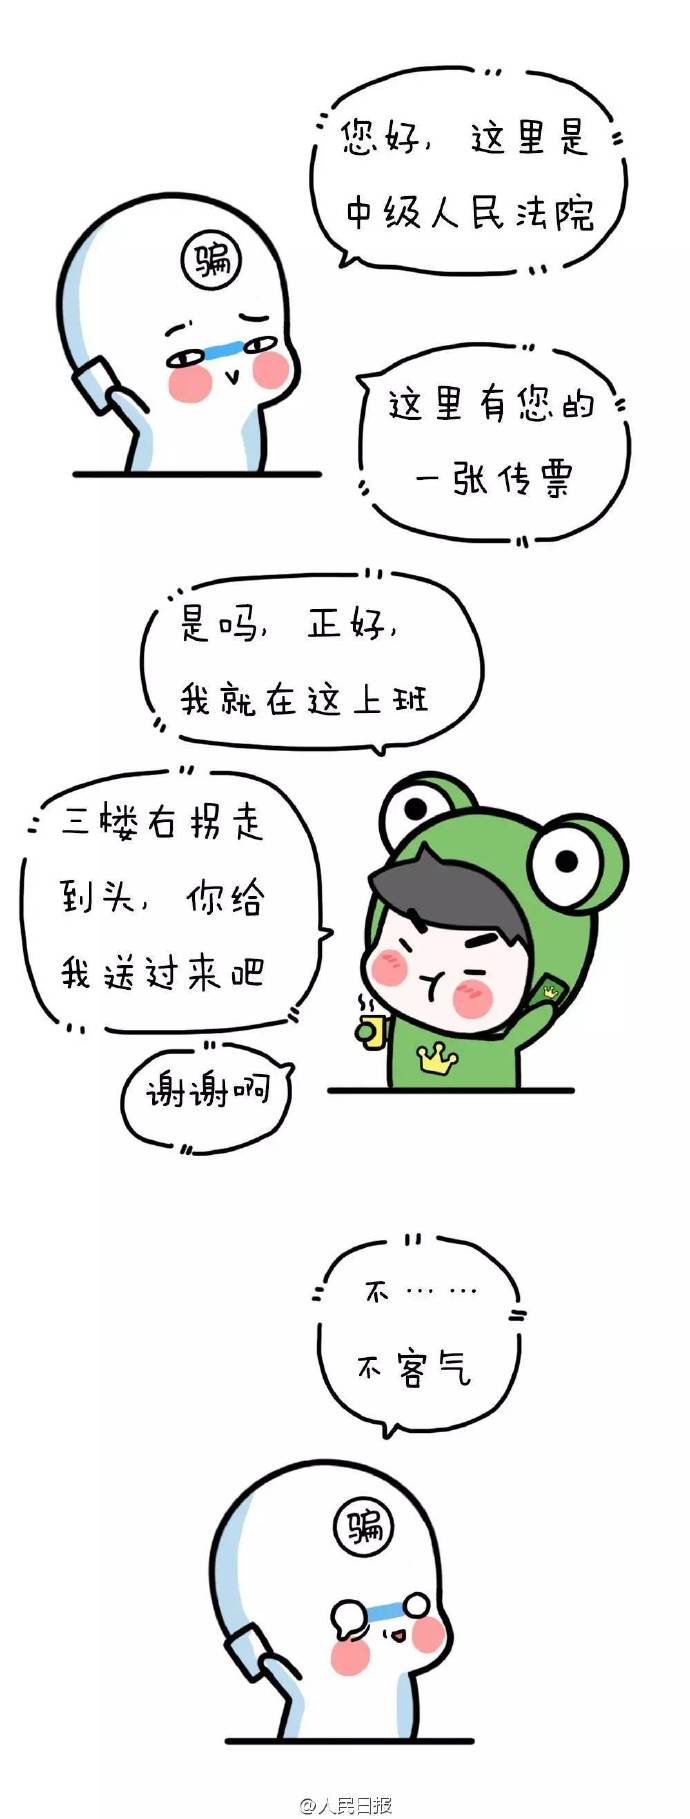 您好，这里是
中级人民法院
骗
这里有您的
一张传票
是吗，正好，
我就在这上班
三楼右拐走
到头，你给
我送过来吧
谢谢啊
不……
不客气
骗
@人民日报